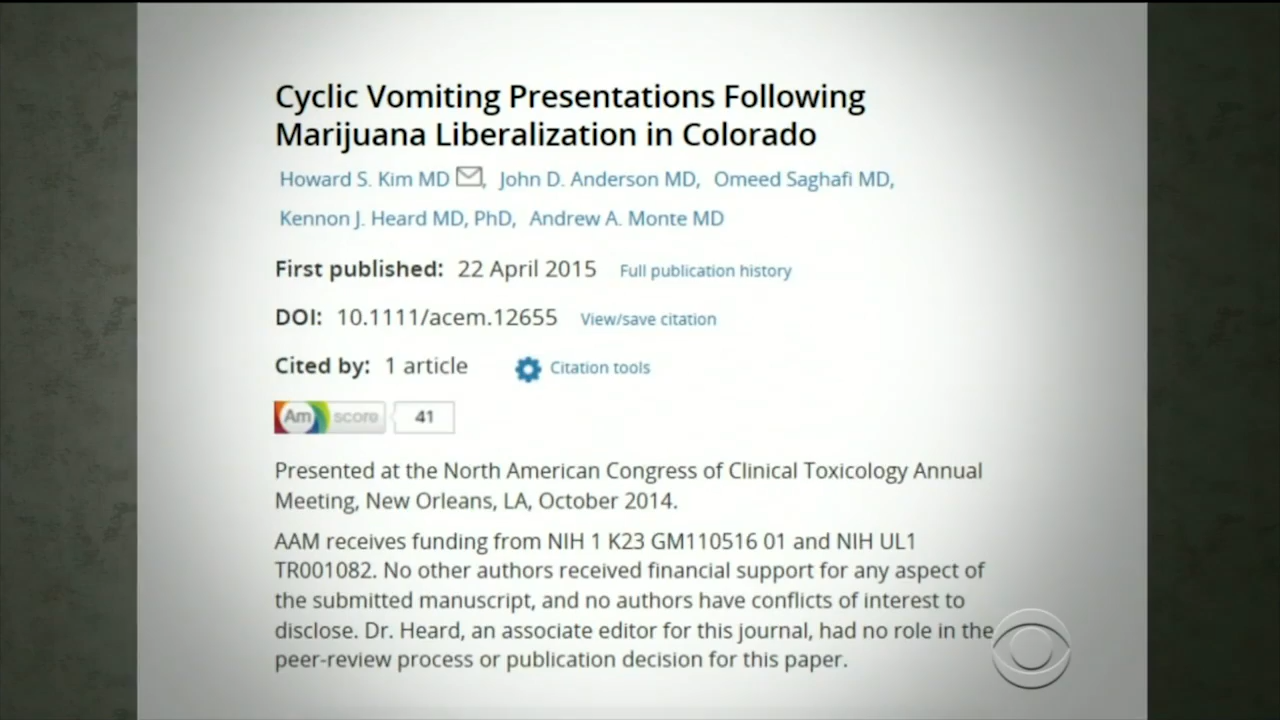 Cyclic Vomiting Presentations Following
Marijuana Liberalization in Colorado
Howard S. Kim MD, John D. Anderson MD, Omeed Saghafi MD,
Kennon J. Heard MD, PhD, Andrew A. Monte MD
First published: 22 April 2015 Full publication history
DOI: 10.1111/acem.12655 View/save citation
Cited by: 1 article Citation tools
Am score 41
Presented at the North American Congress of Clinical Toxicology Annual
Meeting, New Orleans, LA, October 2014.
AAM receives funding from NIH 1 K23 GM110516 01 and NIH UL1
TR001082. No other authors received financial support for any aspect of
the submitted manuscript, and no authors have conflicts of interest to
disclose. Dr. Heard, an associate editor for this journal, had no role in the
peer-review process or publication decision for this paper.